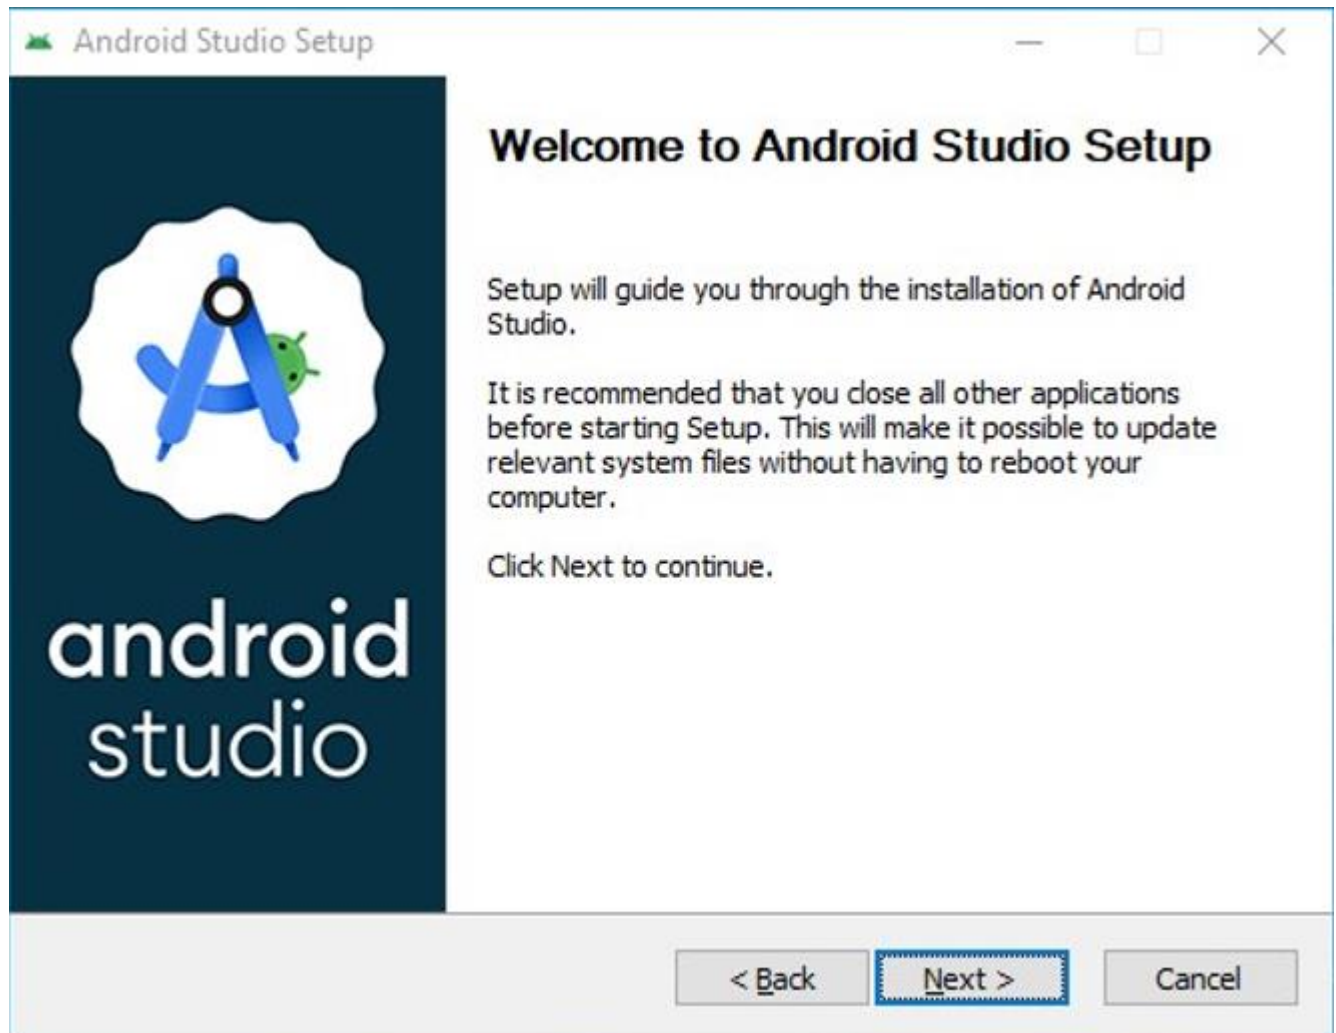 Android Studio Setup
Welcome to Android Studio Setup
Setup will guide you through the installation of Android
Studio.
It is recommended that you close all other applications
before starting Setup. This will make it possible to update
relevant system files without having to reboot your
computer.
Click Next to continue.
android
studio
< Back
Next >
Cancel